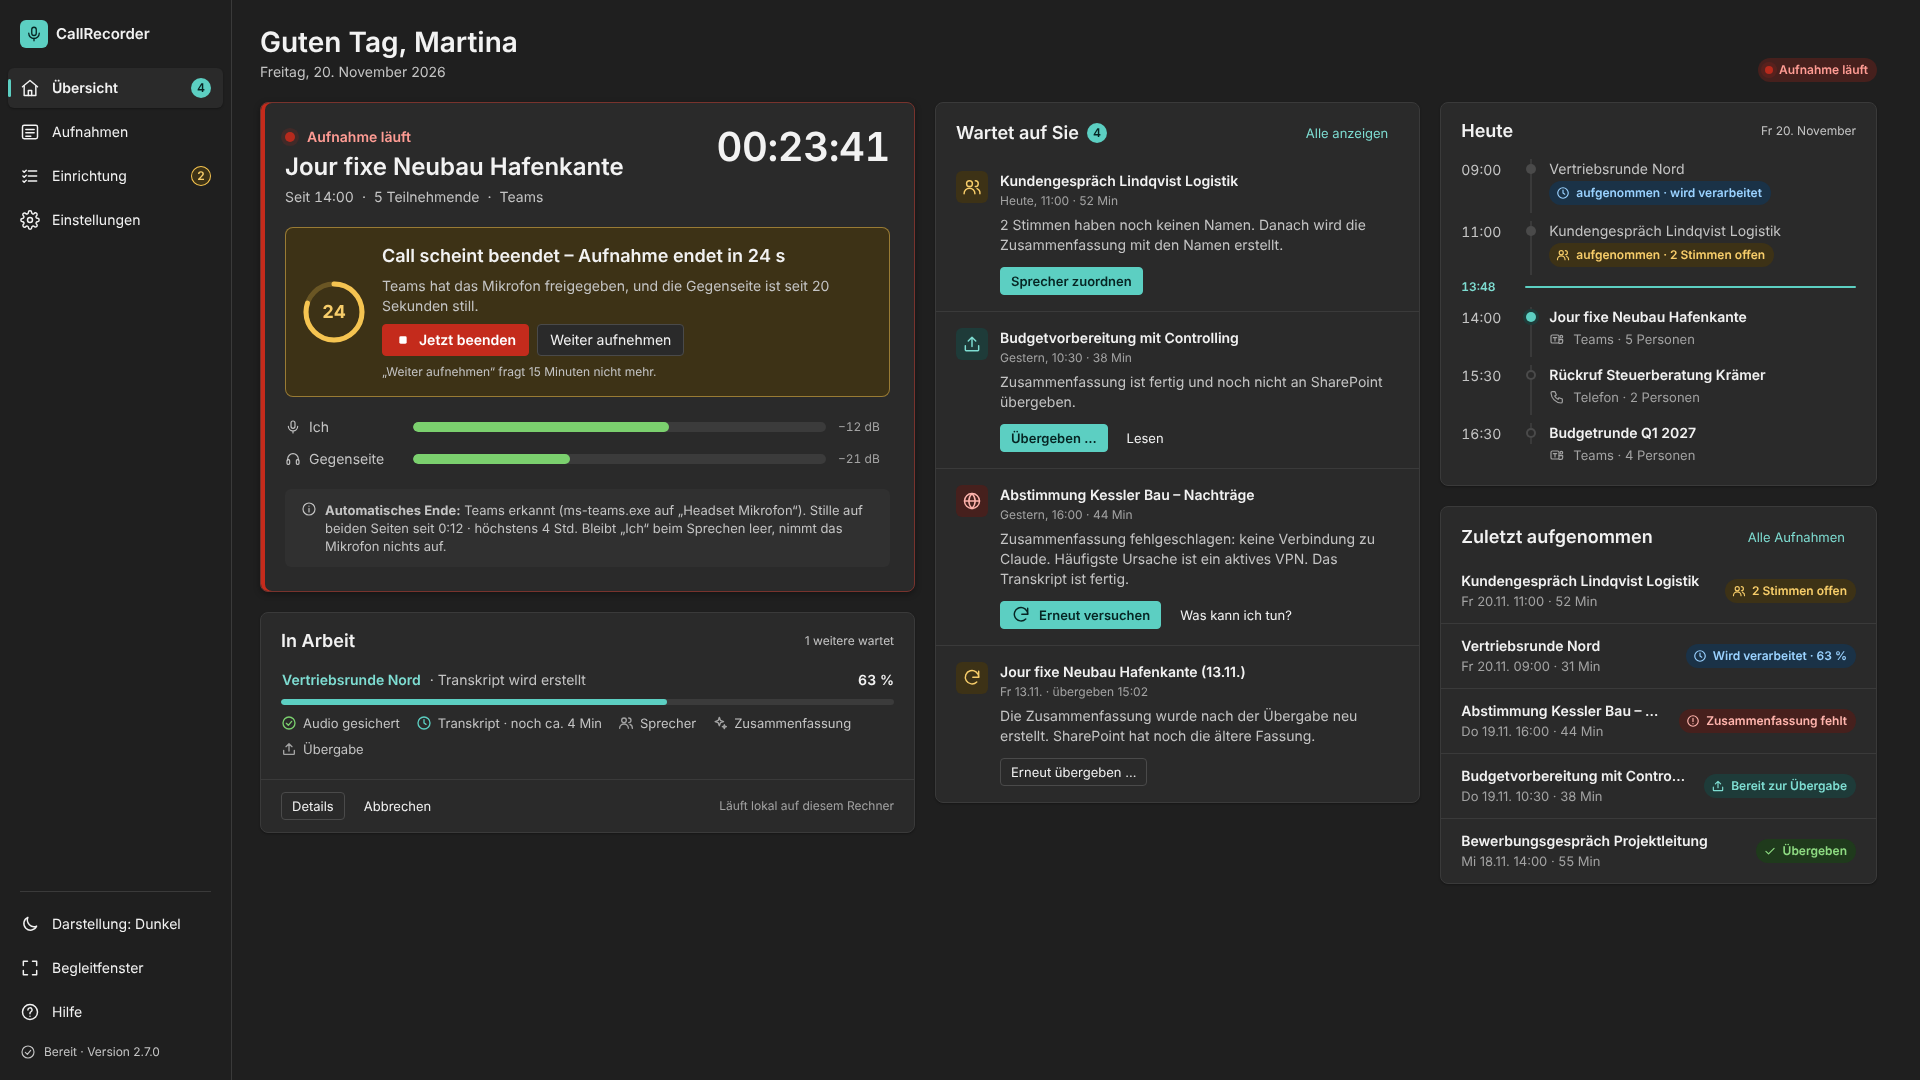 CallRecorder
Übersicht
4
Aufnahmen
Einrichtung
2
Einstellungen
Darstellung: Dunkel
Begleitfenster
Hilfe
Bereit · Version 2.7.0
Guten Tag, Martina
Freitag, 20. November 2026
Aufnahme läuft
Aufnahme läuft
00:23:41
Jour fixe Neubau Hafenkante
Seit 14:00 · 5 Teilnehmende · Teams
Call scheint beendet – Aufnahme endet in 24 s
24
Teams hat das Mikrofon freigegeben, und die Gegenseite ist seit 20
Sekunden still.
Jetzt beenden
Weiter aufnehmen
„Weiter aufnehmen“ fragt 15 Minuten nicht mehr.
Ich
−12 dB
Gegenseite
−21 dB
Automatisches Ende: Teams erkannt (ms-teams.exe auf „Headset Mikrofon“). Stille auf
beiden Seiten seit 0:12 · höchstens 4 Std. Bleibt „Ich“ beim Sprechen leer, nimmt das
Mikrofon nichts auf.
In Arbeit
1 weitere wartet
Vertriebsrunde Nord · Transkript wird erstellt
63 %
Audio gesichert
Transkript · noch ca. 4 Min
Sprecher
Zusammenfassung
Übergabe
Details
Abbrechen
Läuft lokal auf diesem Rechner
Wartet auf Sie
4
Alle anzeigen
Kundengespräch Lindqvist Logistik
Heute, 11:00 · 52 Min
2 Stimmen haben noch keinen Namen. Danach wird die
Zusammenfassung mit den Namen erstellt.
Sprecher zuordnen
Budgetvorbereitung mit Controlling
Gestern, 10:30 · 38 Min
Zusammenfassung ist fertig und noch nicht an SharePoint
übergeben.
Übergeben ...
Lesen
Abstimmung Kessler Bau – Nachträge
Gestern, 16:00 · 44 Min
Zusammenfassung fehlgeschlagen: keine Verbindung zu
Claude. Häufigste Ursache ist ein aktives VPN. Das
Transkript ist fertig.
Erneut versuchen
Was kann ich tun?
Jour fixe Neubau Hafenkante (13.11.)
Fr 13.11. · übergeben 15:02
Die Zusammenfassung wurde nach der Übergabe neu
erstellt. SharePoint hat noch die ältere Fassung.
Erneut übergeben ...
Heute
Fr 20. November
09:00
Vertriebsrunde Nord
aufgenommen · wird verarbeitet
11:00
Kundengespräch Lindqvist Logistik
aufgenommen · 2 Stimmen offen
13:48
14:00
Jour fixe Neubau Hafenkante
Teams · 5 Personen
15:30
Rückruf Steuerberatung Krämer
Telefon · 2 Personen
16:30
Budgetrunde Q1 2027
Teams · 4 Personen
Zuletzt aufgenommen
Alle Aufnahmen
Kundengespräch Lindqvist Logistik
Fr 20.11. 11:00 · 52 Min
2 Stimmen offen
Vertriebsrunde Nord
Fr 20.11. 09:00 · 31 Min
Wird verarbeitet · 63 %
Abstimmung Kessler Bau – ...
Do 19.11. 16:00 · 44 Min
Zusammenfassung fehlt
Budgetvorbereitung mit Contro...
Do 19.11. 10:30 · 38 Min
Bereit zur Übergabe
Bewerbungsgespräch Projektleitung
Mi 18.11. 14:00 · 55 Min
Übergeben